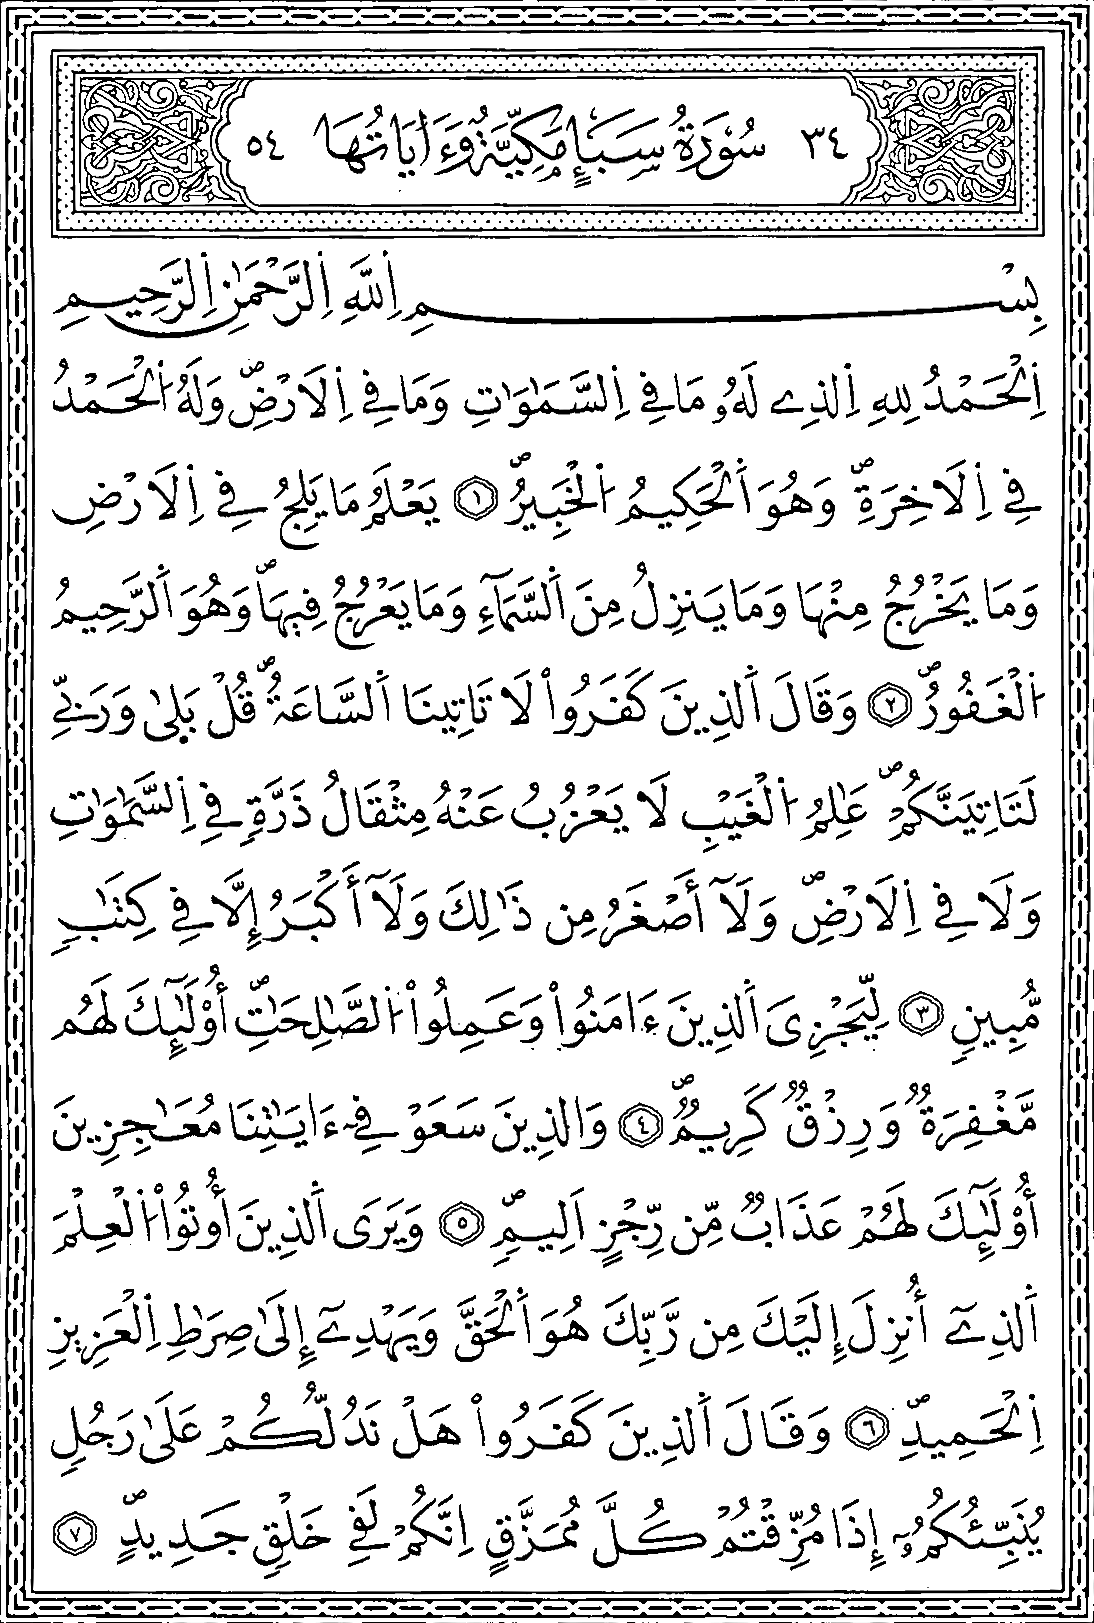 ٣٤ سُورَةُ سَبَإٍ مَكِّيَّةٌ وَءَايَاتُهَا ٥٤
بِسْمِ اِ۬للَّهِ اِ۬لرَّحْمَٰنِ اِ۬لرَّحِيمِ
اِ۬لْحَمْدُ لِلهِ اِ۬لذِے لَهُۥ مَا فِے اِ۬لسَّمَٰوَٰتِ وَمَا فِے اِ۬لَارْضِۖ وَلَهُ اُ۬لْحَمْدُ
فِے اِ۬لَاخِرَةِۖ وَهُوَ اَ۬لْحَكِيمُ اُ۬لْخَبِيرُۖ ١ يَعْلَمُ مَا يَلِجُ فِے اِ۬لَارْضِ
وَمَا يَخْرُجُ مِنْهَا وَمَا يَنزِلُ مِنَ اَ۬لسَّمَآءِ وَمَا يَعْرُجُ فِيهَاۖ وَهُوَ اَ۬لرَّحِيمُ
اُ۬لْغَفُورُۖ ٢ وَقَالَ اَ۬لذِينَ كَفَرُواْ لَا تَاتِينَا اَ۬لسَّاعَةُۖ قُلْ بَلَىٰ وَرَبِّے
لَتَاتِيَنَّكُمْۖ عَٰلِمُ اُ۬لْغَيْبِ لَا يَعْزُبُ عَنْهُ مِثْقَالُ ذَرَّةٍ فِے اِ۬لسَّمَٰوَٰتِ
وَلَا فِے اِ۬لَارْضِۖ وَلَآ أَصْغَرُ مِن ذَٰلِكَ وَلَآ أَكْبَرُ إِلَّا فِے كِتَٰبٖ
مُّبِينٖ ٣ لِّيَجْزِىَ اَ۬لذِينَ ءَامَنُواْ وَعَمِلُواْ اُ۬لصَّٰلِحَٰتِۖ أُوْلَٰٓئِكَ لَهُم
مَّغْفِرَةٞ وَرِزْقٞ كَرِيمٞۖ ٤ وَالذِينَ سَعَوْ فِےٓ ءَايَٰتِنَا مُعَٰجِزِينَ
أُوْلَٰٓئِكَ لَهُمْ عَذَابٞ مِّن رِّجْزٍ اَلِيمٖۖ ٥ وَيَرَى اَ۬لذِينَ أُوتُواْ اُ۬لْعِلْمَ
اَ۬لذِےٓ أُنزِلَ إِلَيْكَ مِن رَّبِّكَ هُوَ اَ۬لْحَقَّ وَيَهْدِےٓ إِلَىٰ صِرَٰطِ اِ۬لْعَزِيزِ
اِ۬لْحَمِيدِۖ ٦ وَقَالَ اَ۬لذِينَ كَفَرُواْ هَلْ نَدُلُّكُمْ عَلَىٰ رَجُلٖ
يُنَبِّئُكُمُۥٓ إِذَا مُزِّقْتُمْ كُلَّ مُمَزَّقٍ اِنَّكُمْ لَفِے خَلْقٖ جَدِيدٍۖ ٧